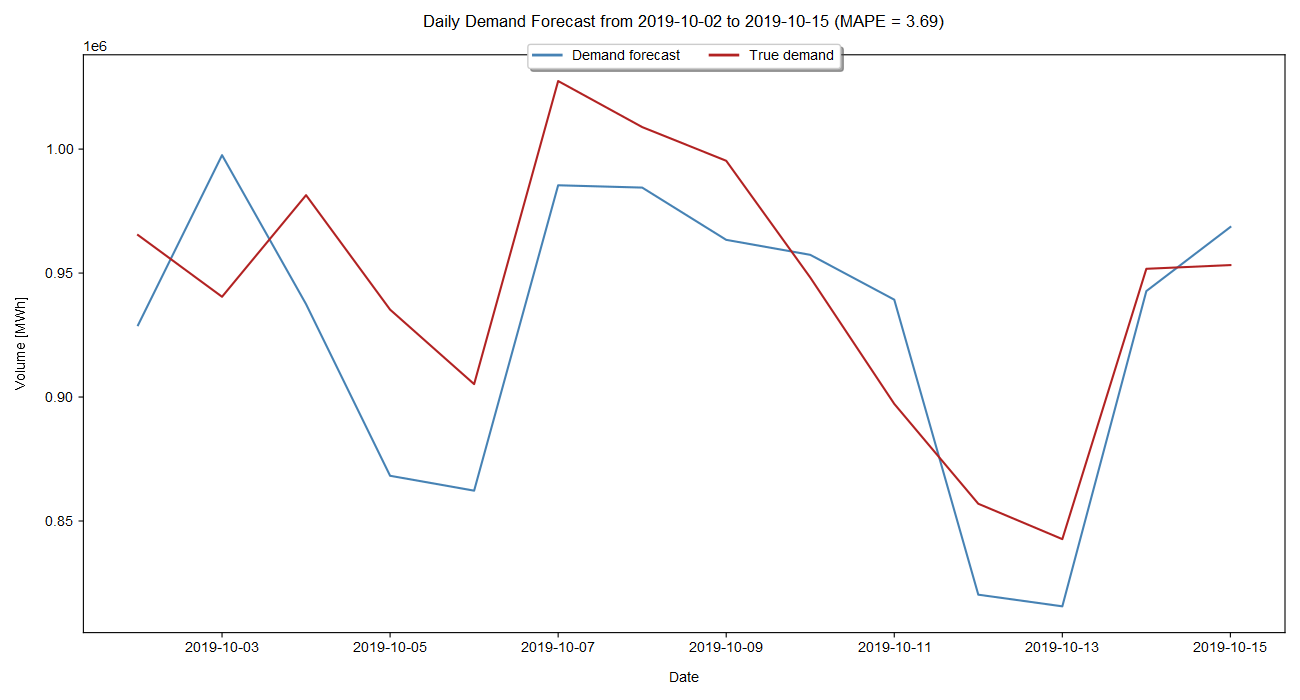 Daily Demand Forecast from 2019-10-02 to 2019-10-15 (MAPE = 3.69)
1e6
Demand forecast
True demand
1.00
0.95
0.90
0.85
Volume [MWh]
2019-10-03
2019-10-05
2019-10-07
2019-10-09
2019-10-11
2019-10-13
2019-10-15
Date